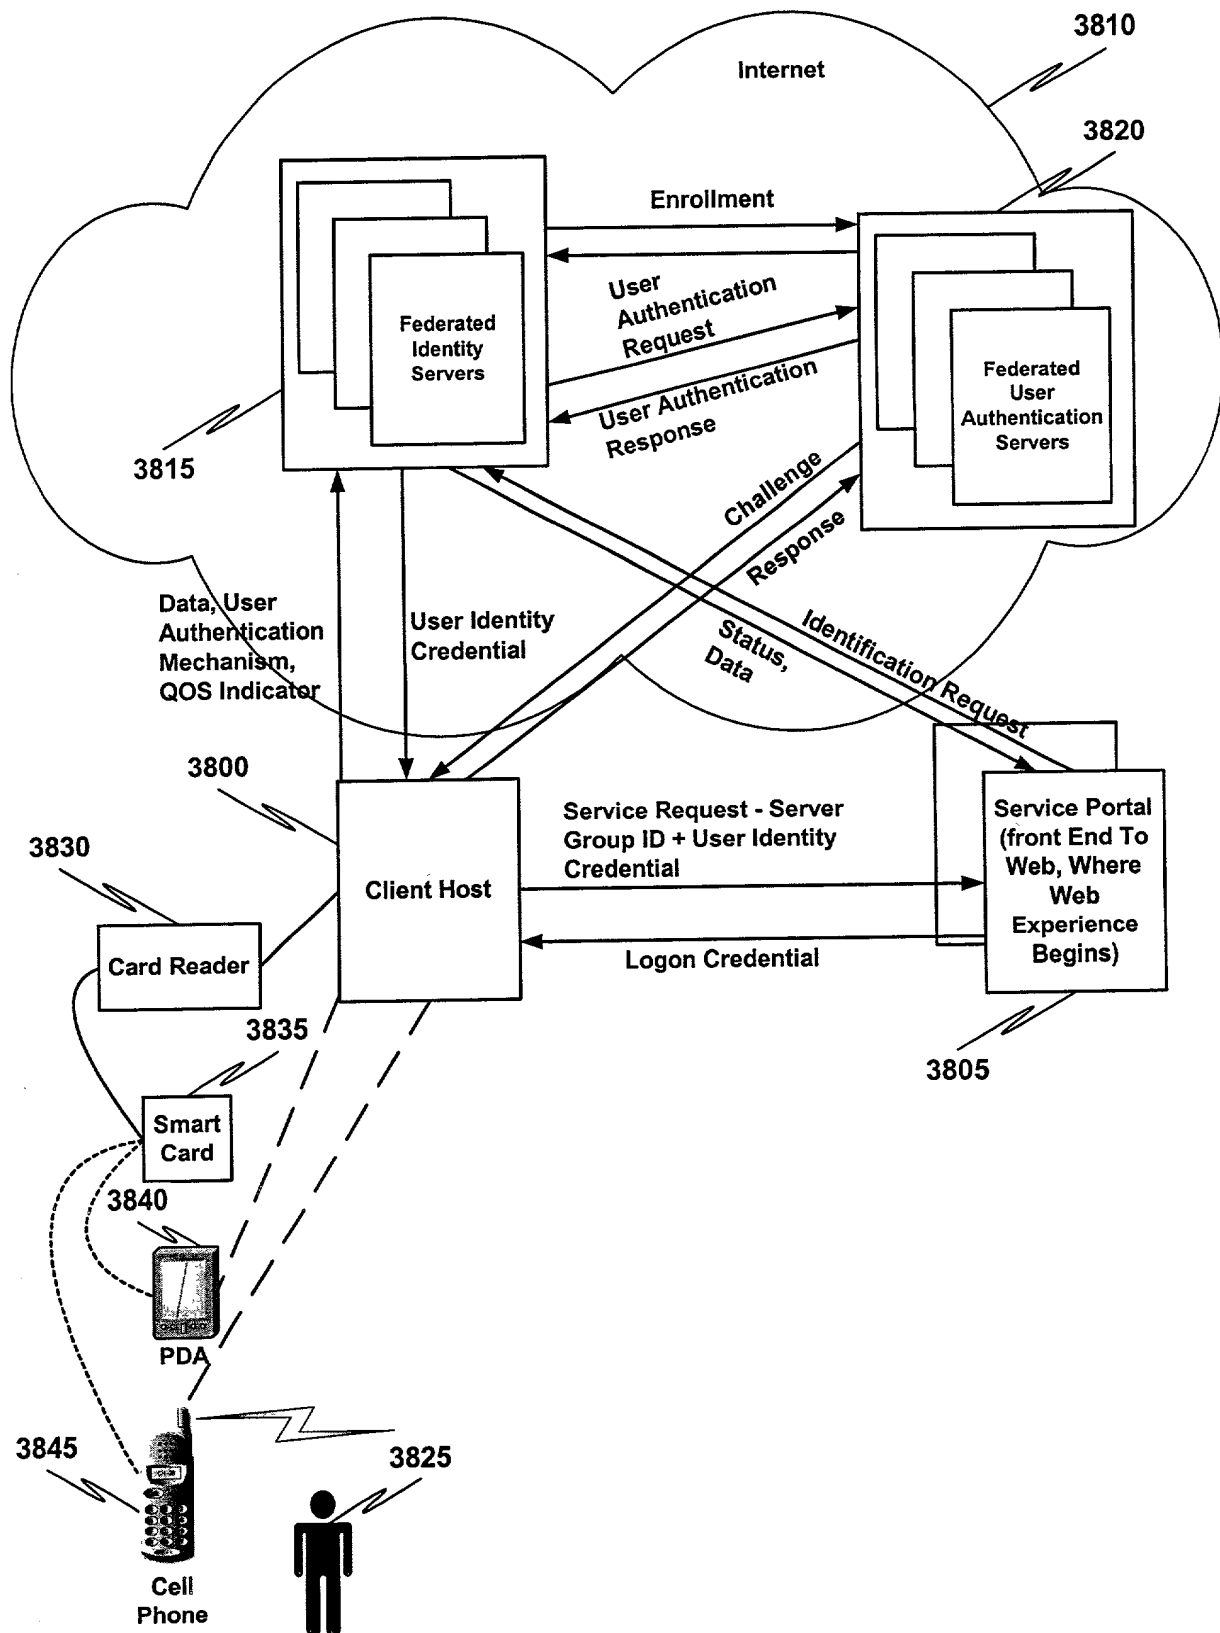 3810
Internet
3820
Enrollment
User
Authentication
Request
Federated
Identity
Servers
User Authentication
Response
Federated
User
Authentication
Servers
3815
Challenge
Response
Data, User
Authentication
Mechanism,
QOS Indicator
User Identity
Credential
Status,
Data
Identification Request
3800
Service Request - Server
Group ID + User Identity
Credential
Service Portal
(front End To
Web, Where
Web
Experience
Begins)
3830
Client Host
Card Reader
Logon Credential
3835
3805
Smart
Card
3840
PDA
3845
3825
Cell
Phone